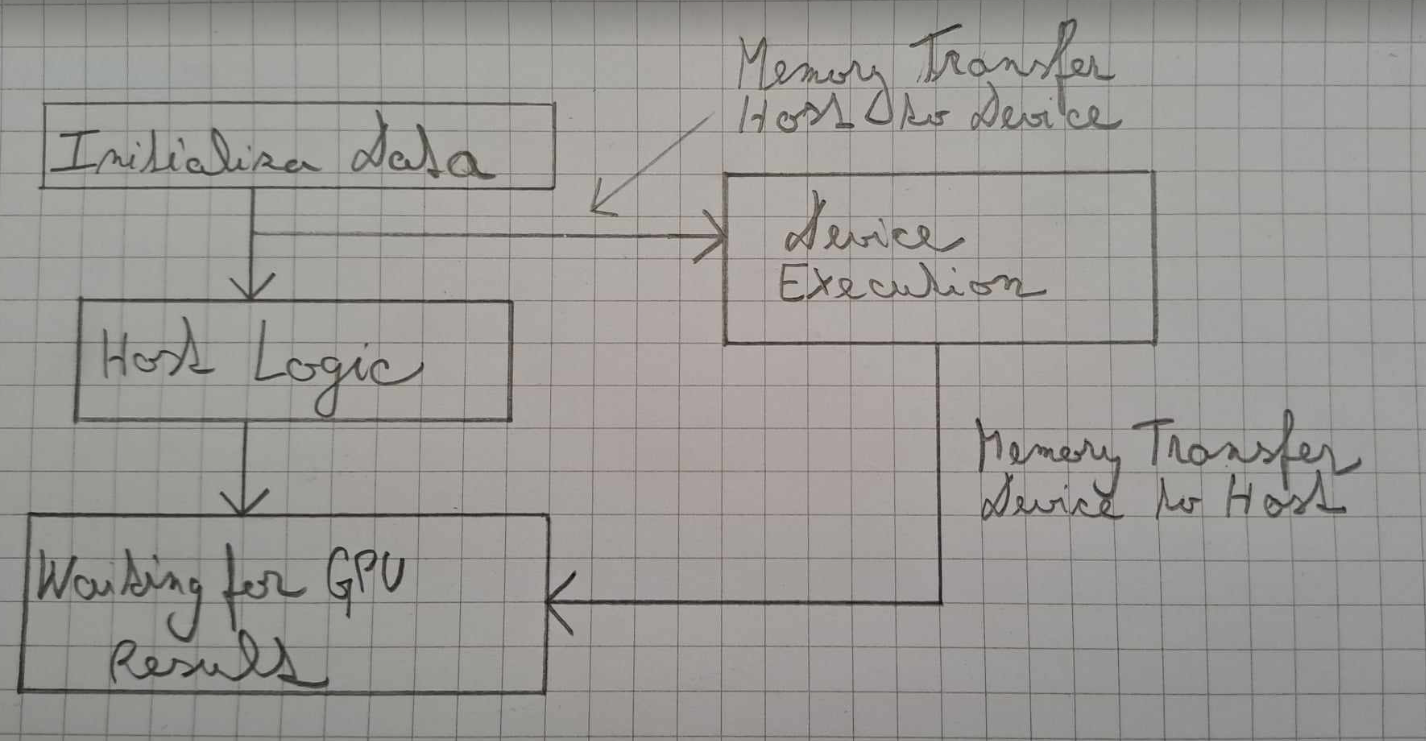 Memory Transfer
Host to Device
Initialize Data
Device
Execution
Host Logic
Memory Transfer
Device to Host
Waiting for GPU
Result